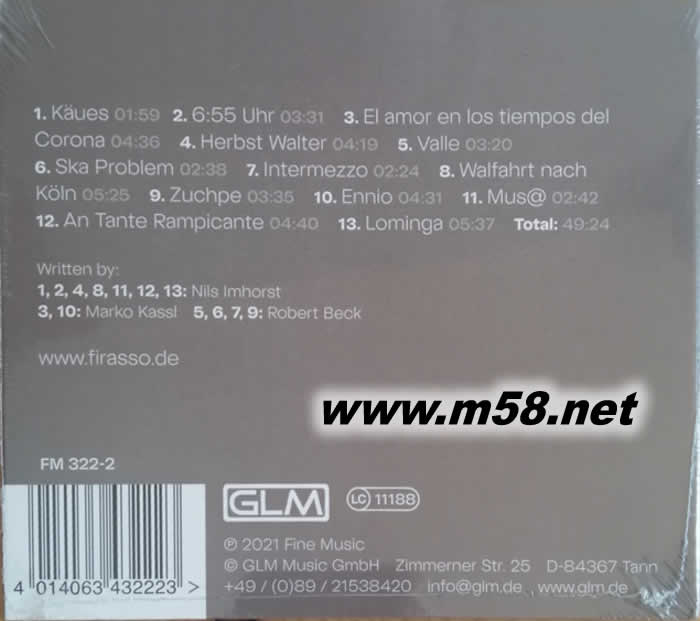 1. Käues 01:59 2. 6:55 Uhr 03:31 3. El amor en los tiempos del
Corona 04:36 4. Herbst Walter 04:19 5. Valle 03:20
6. Ska Problem 02:38 7. Intermezzo 02:24 8. Walfahrt nach
Köln 05:25 9. Zuchpe 03:35 10. Ennio 04:31 11. Mus@ 02:42
12. An Tante Rampicante 04:40 13. Lominga 05:37 Total: 49:24
Written by:
1, 2, 4, 8, 11, 12, 13: Nils Imhorst
3, 10: Marko Kassl 5, 6, 7, 9: Robert Beck
www.firasso.de
www.m58.net
FM 322-2
GLM LC 11188
℗ 2021 Fine Music
© GLM Music GmbH Zimmerner Str. 25 D-84367 Tann
+49 / (0)89 / 21538420 info@glm.de www.glm.de
4 014063 432223 >